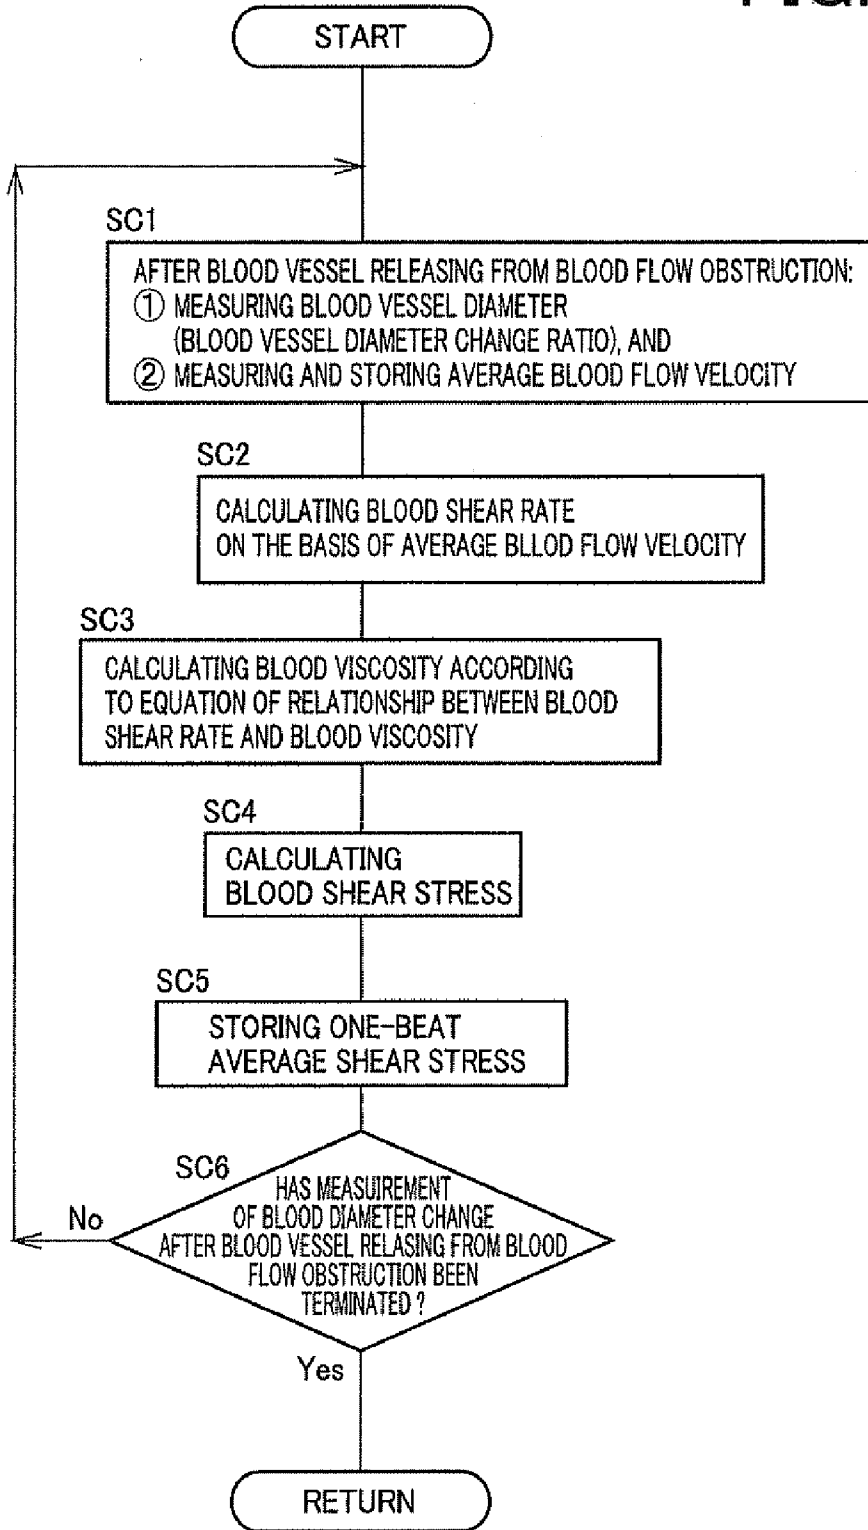 START
SC1
AFTER BLOOD VESSEL RELEASING FROM BLOOD FLOW OBSTRUCTION:
① MEASURING BLOOD VESSEL DIAMETER
(BLOOD VESSEL DIAMETER CHANGE RATIO), AND
② MEASURING AND STORING AVERAGE BLOOD FLOW VELOCITY
SC2
CALCULATING BLOOD SHEAR RATE
ON THE BASIS OF AVERAGE BLLOD FLOW VELOCITY
SC3
CALCULATING BLOOD VISCOSITY ACCORDING
TO EQUATION OF RELATIONSHIP BETWEEN BLOOD
SHEAR RATE AND BLOOD VISCOSITY
SC4
CALCULATING
BLOOD SHEAR STRESS
SC5
STORING ONE-BEAT
AVERAGE SHEAR STRESS
SC6
HAS MEASUIREMENT
OF BLOOD DIAMETER CHANGE
AFTER BLOOD VESSEL RELASING FROM BLOOD
FLOW OBSTRUCTION BEEN
TERMINATED ?
No
Yes
RETURN